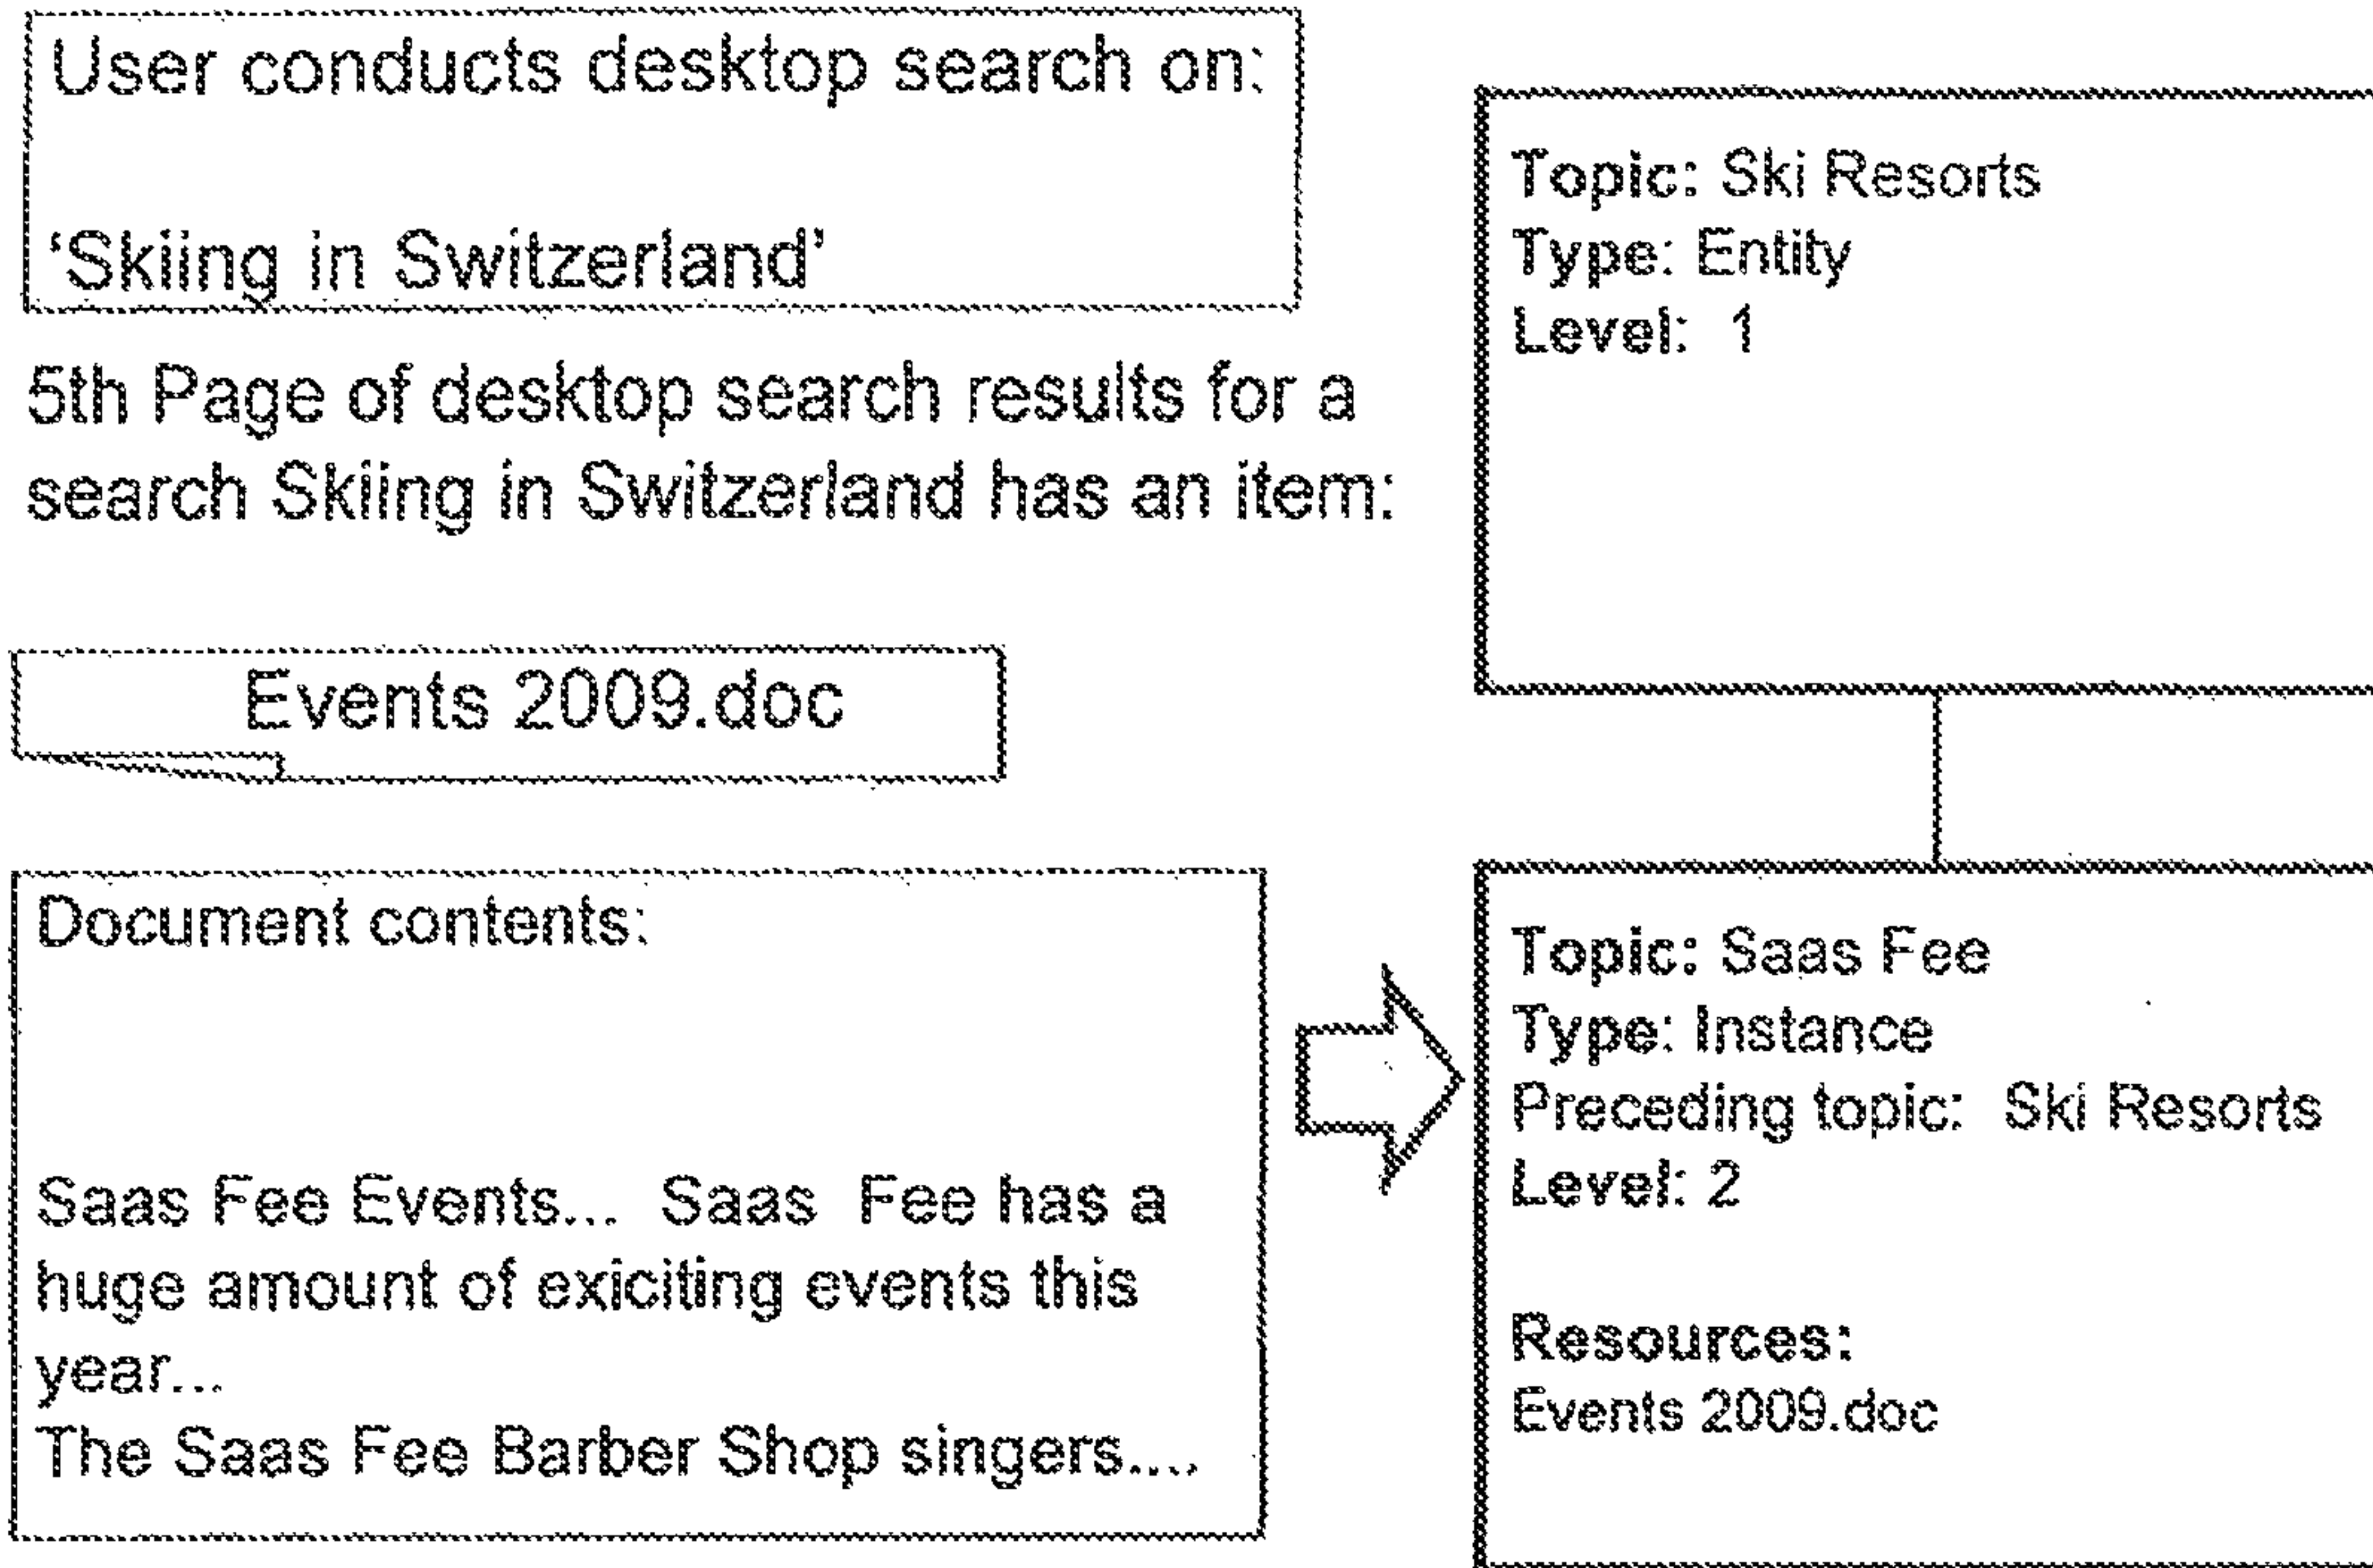 User conducts desktop search on:
‘Skiing in Switzerland’
5th Page of desktop search results for a
search Skiing in Switzerland has an item:
Events 2009.doc
Document contents:
Saas Fee Events... Saas Fee has a
huge amount of exiciting events this
year...
The Saas Fee Barber Shop singers....
Topic: Ski Resorts
Type: Entity
Level: 1
Topic: Saas Fee
Type: Instance
Preceding topic: Ski Resorts
Level: 2
Resources:
Events 2009.doc